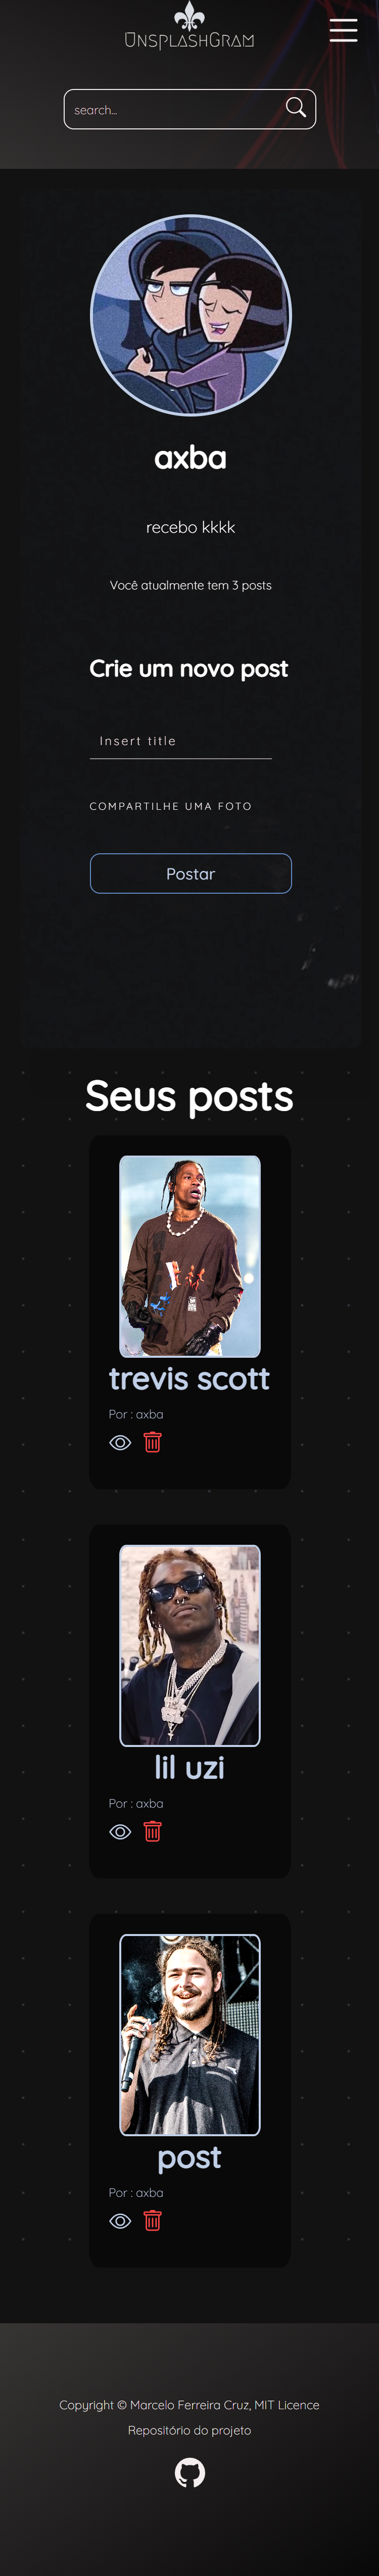 UnsplashGram
search...
axba
recebo kkkk
Você atualmente tem 3 posts
Crie um novo post
Insert title
COMPARTILHE UMA FOTO
Postar
Seus posts
trevis scott
Por : axba
lil uzi
Por : axba
post
Por : axba
Copyright © Marcelo Ferreira Cruz, MIT Licence
Repositório do projeto